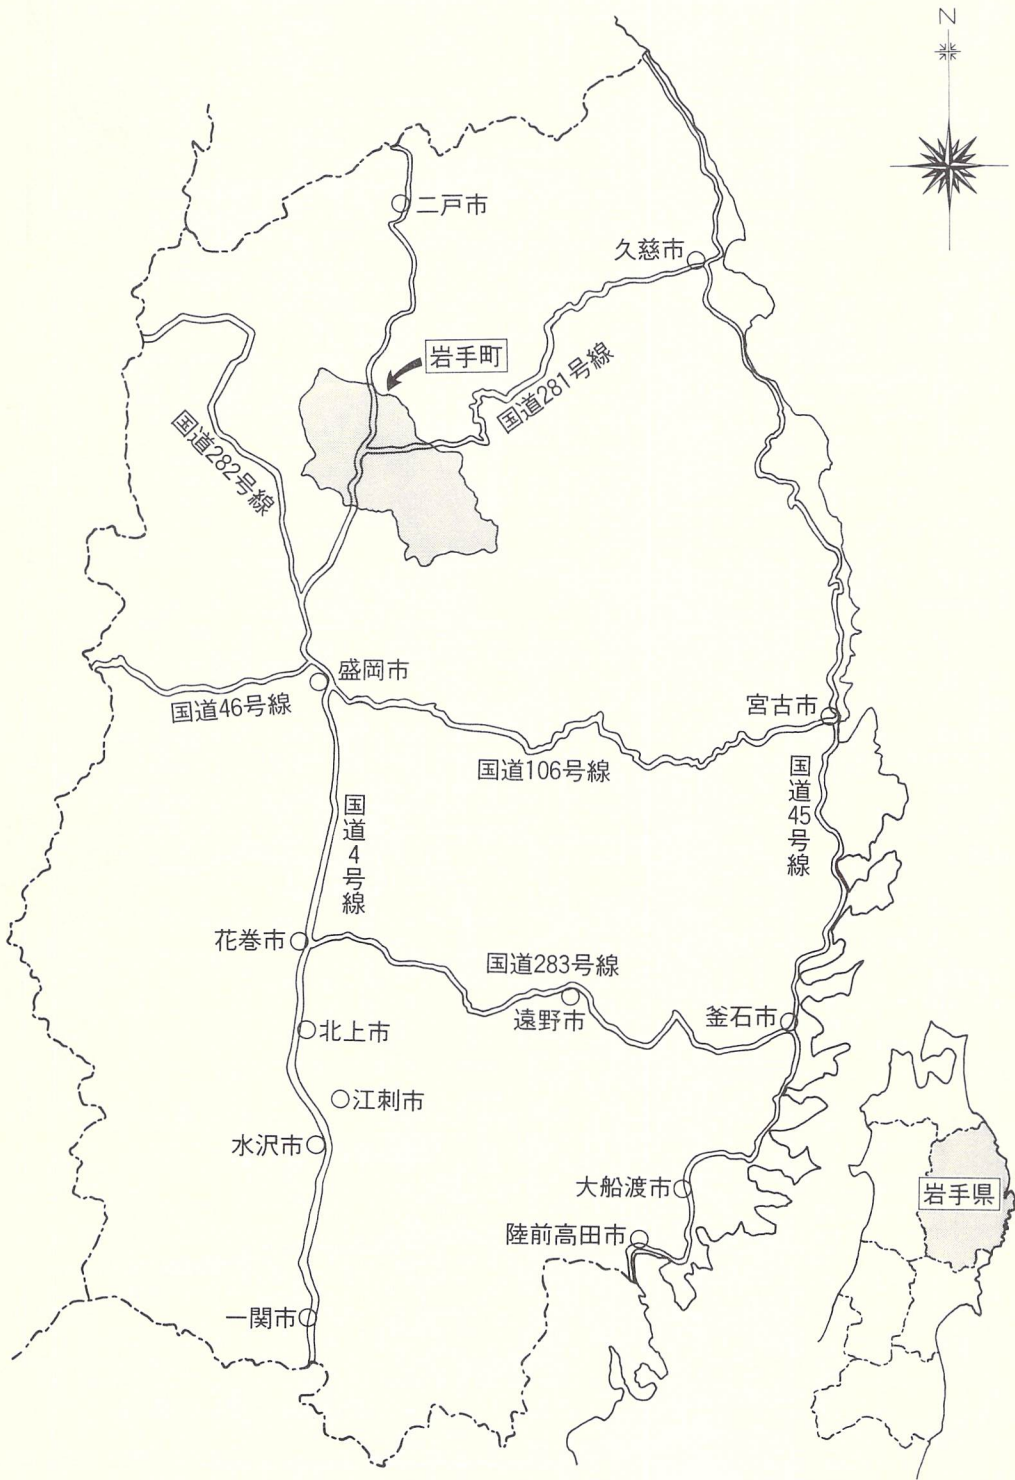 N
二戸市
久慈市
岩手町
国道281号線
国道282号線
盛岡市
国道46号線
宮古市
国道106号線
国道45号線
国道4号線
花巻市
国道283号線
遠野市
釜石市
北上市
江刺市
水沢市
大船渡市
岩手県
陸前高田市
一関市